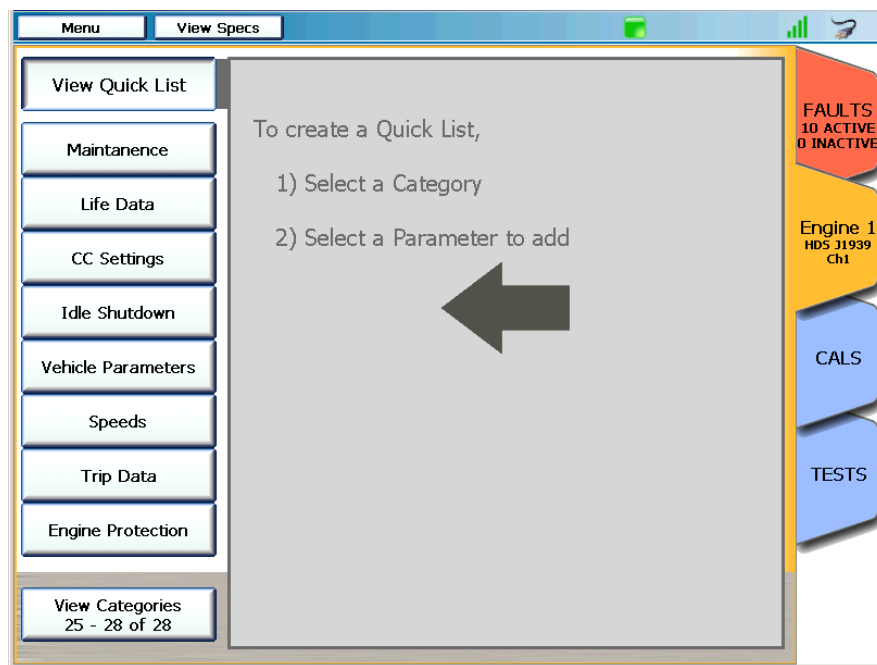 Menu
View Specs
View Quick List
Maintanence
Life Data
CC Settings
Idle Shutdown
Vehicle Parameters
Speeds
Trip Data
Engine Protection
View Categories
25 - 28 of 28
To create a Quick List,
1) Select a Category
2) Select a Parameter to add
FAULTS
10 ACTIVE
0 INACTIVE
Engine 1
HDS J1939
Ch1
CALS
TESTS